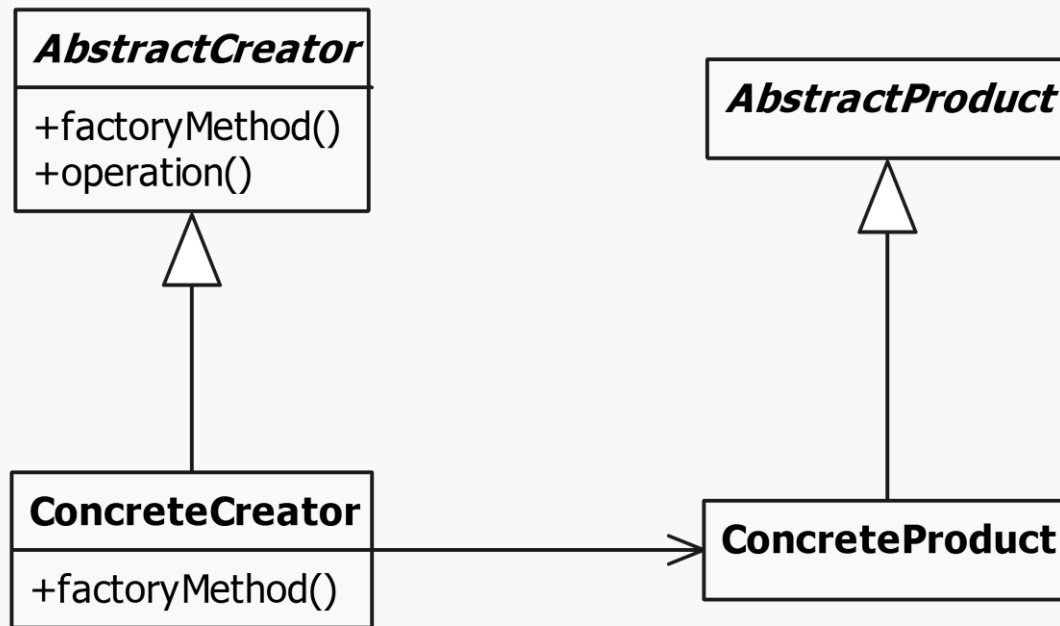 AbstractCreator
+factoryMethod()
+operation()
AbstractProduct
ConcreteCreator
+factoryMethod()
ConcreteProduct